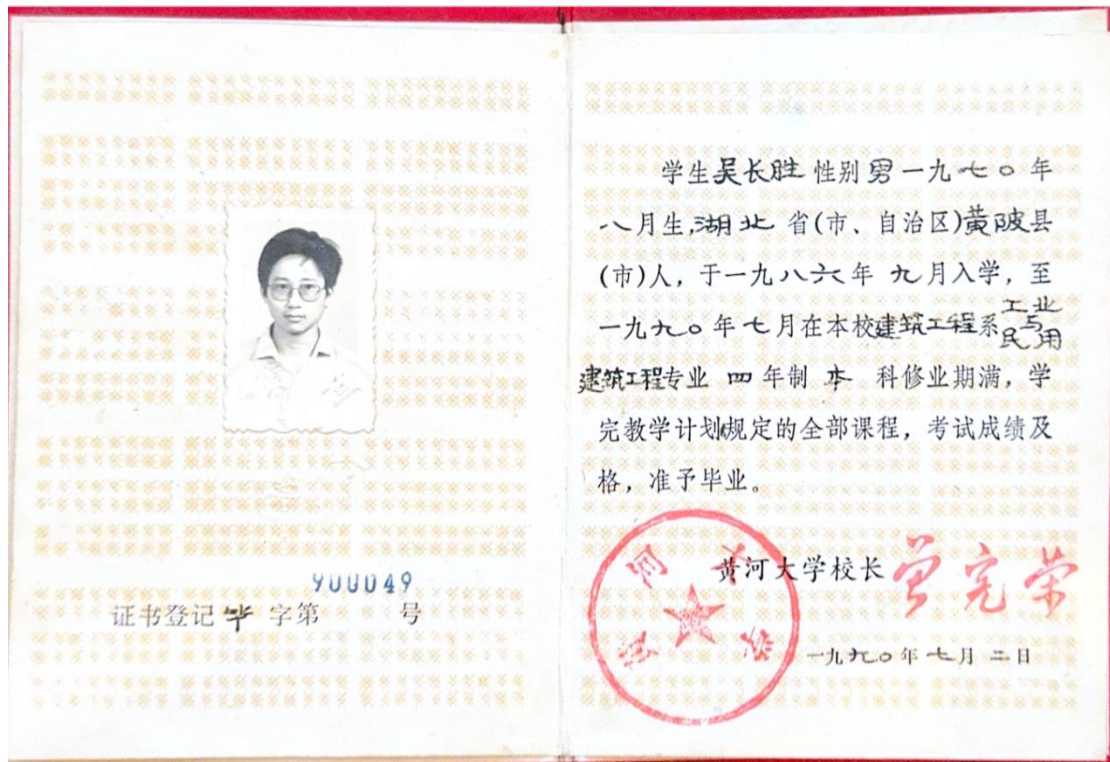 900049
证书登记毕字第 号
学生吴长胜性别男一九七〇年
八月生,湖北省(市、自治区)黄陂县
(市)人，于一九八六年九月入学，至
一九九〇年七月在本校建筑工程系工业与民用
建筑工程专业四年制本科修业期满，学
完教学计划规定的全部课程，考试成绩及
格，准予毕业。
黄河大学校长
一九九〇年七月二日